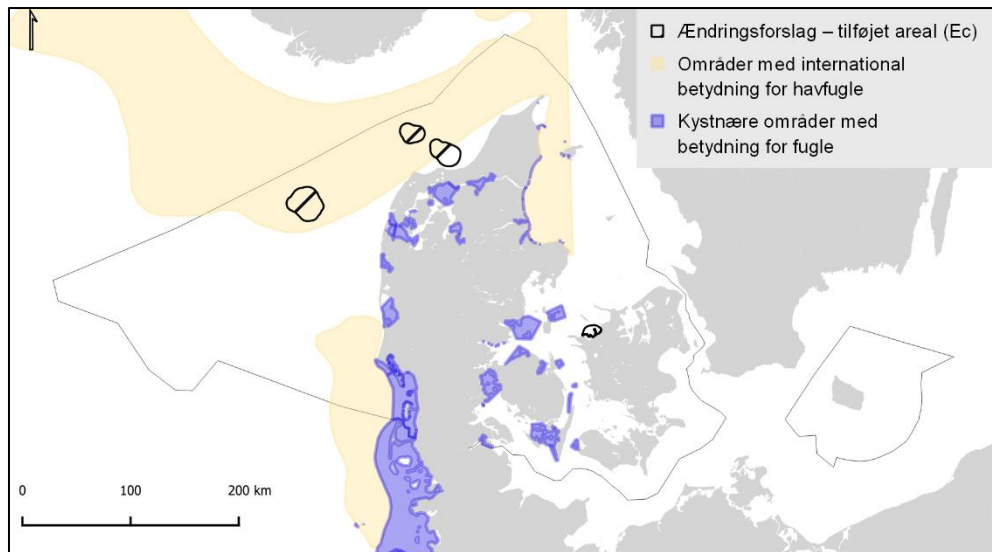 Ændringsforslag – tilføjet areal (Ec)
Områder med international
betydning for havfugle
Kystnære områder med
betydning for fugle
0 100 200 km